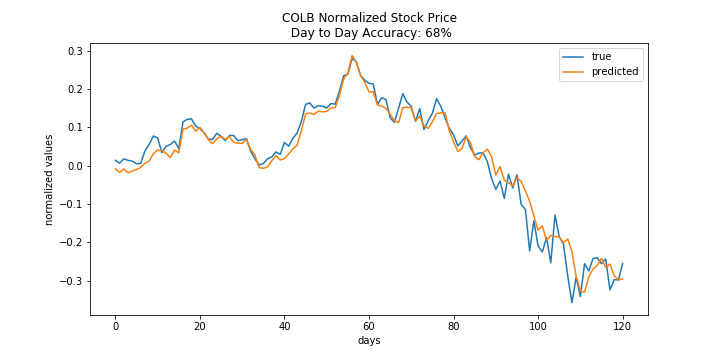 COLB Normalized Stock Price
Day to Day Accuracy: 68%
true
predicted
normalized values
0.3
0.2
0.1
0.0
−0.1
−0.2
−0.3
0
20
40
60
80
100
120
days